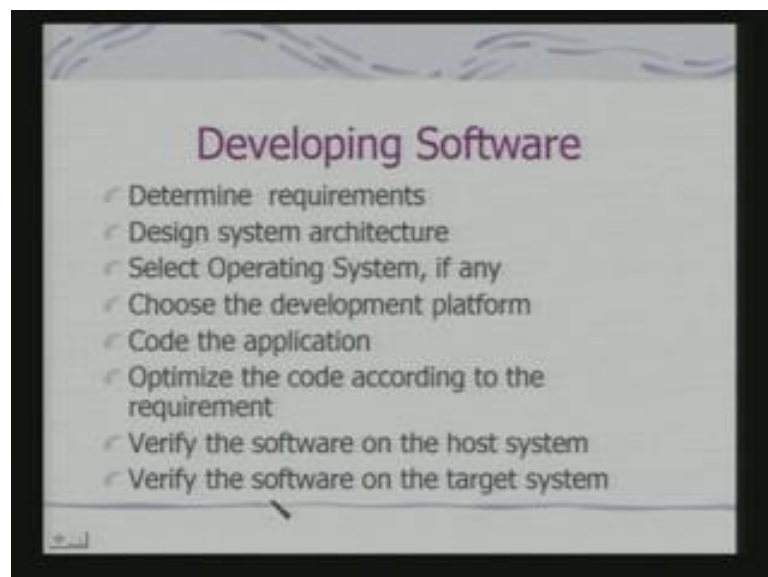 Developing Software
Determine requirements
Design system architecture
Select Operating System, if any
Choose the development platform
Code the application
Optimize the code according to the
requirement
Verify the software on the host system
Verify the software on the target system